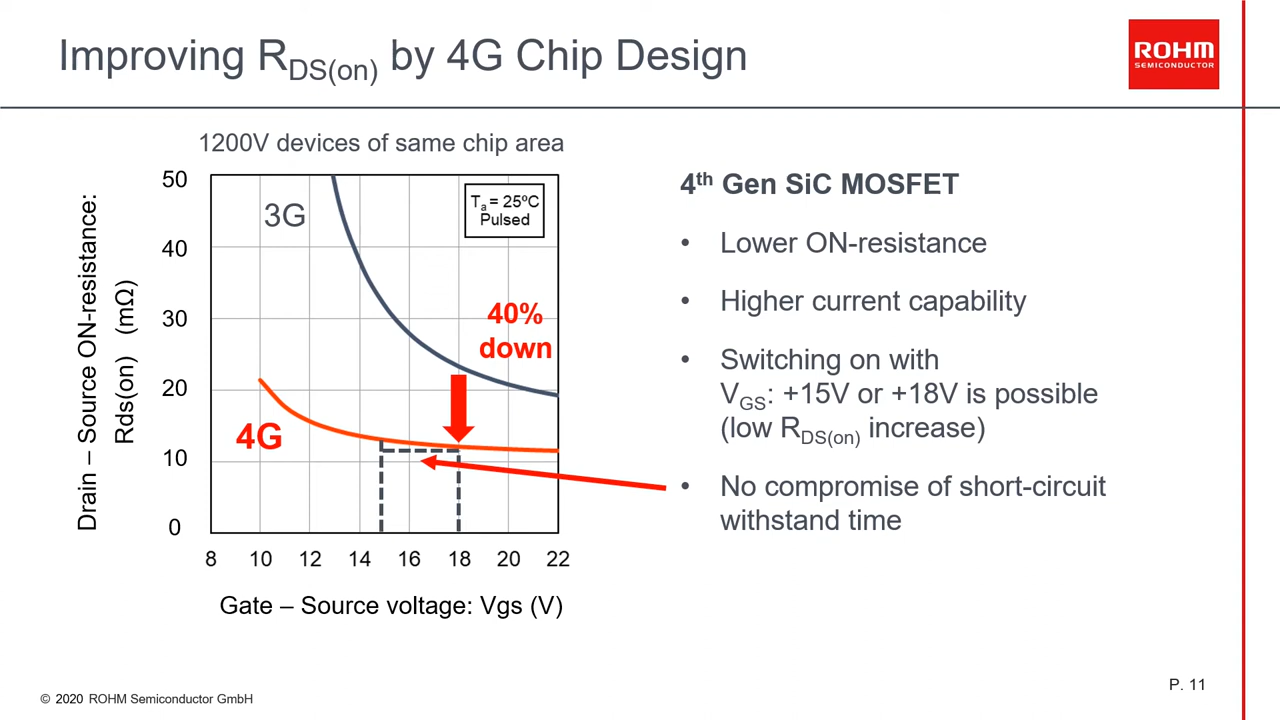 Improving RDS(on) by 4G Chip Design
ROHM
SEMICONDUCTOR
1200V devices of same chip area
Drain – Source ON-resistance:
Rds(on) (mΩ)
50
40
30
20
10
0
3G
Ta = 25ºC
Pulsed
40%
down
4G
8 10 12 14 16 18 20 22
Gate – Source voltage: Vgs (V)
4th Gen SiC MOSFET
• Lower ON-resistance
• Higher current capability
• Switching on with
VGS: +15V or +18V is possible
(low RDS(on) increase)
• No compromise of short-circuit
withstand time
© 2020 ROHM Semiconductor GmbH
P. 11